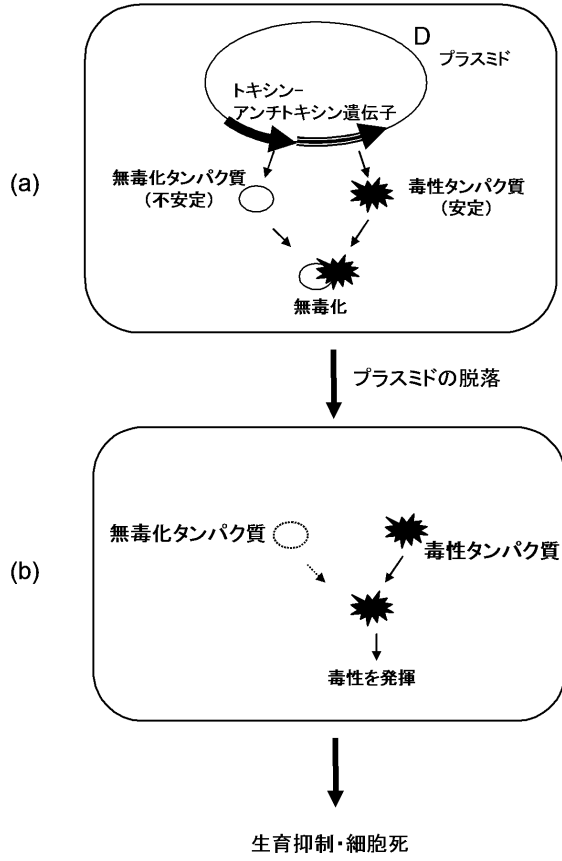 D
プラスミド
トキシン−
アンチトキシン遺伝子
(a)
無毒化タンパク質
(不安定)
毒性タンパク質
(安定)
無毒化
プラスミドの脱落
(b)
無毒化タンパク質
毒性タンパク質
毒性を発揮
生育抑制・細胞死